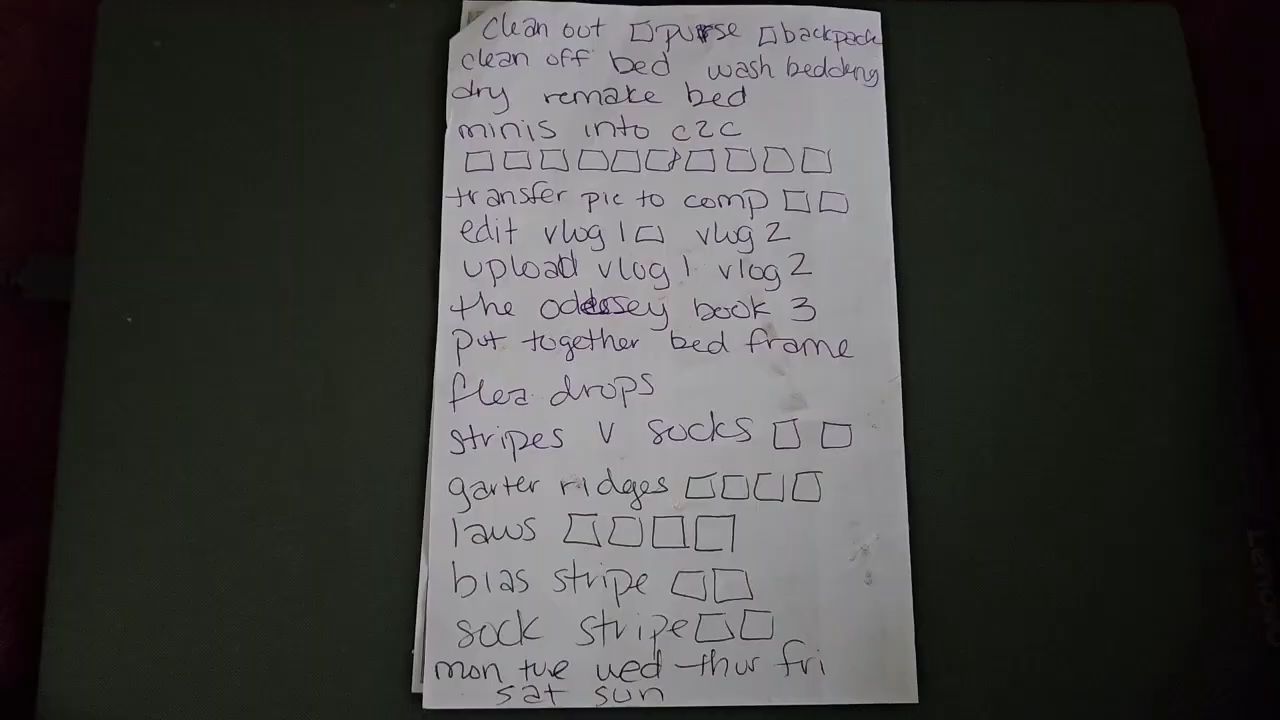 clean out □ purse □ backpack
clean off bed wash bedding
dry remake bed
minis into c2c
□ □ □ □ □ □ □ □ □ □
transfer pic to comp □ □
edit vlog 1 □ vlog 2
upload vlog 1 vlog 2
the odessey book 3
put together bed frame
flea drops
stripes v socks □ □
garter ridges □ □ □ □
laws □ □ □ □
bias stripe □ □
sock stripe □ □
mon tue wed thur fri
sat sun
Lenovo